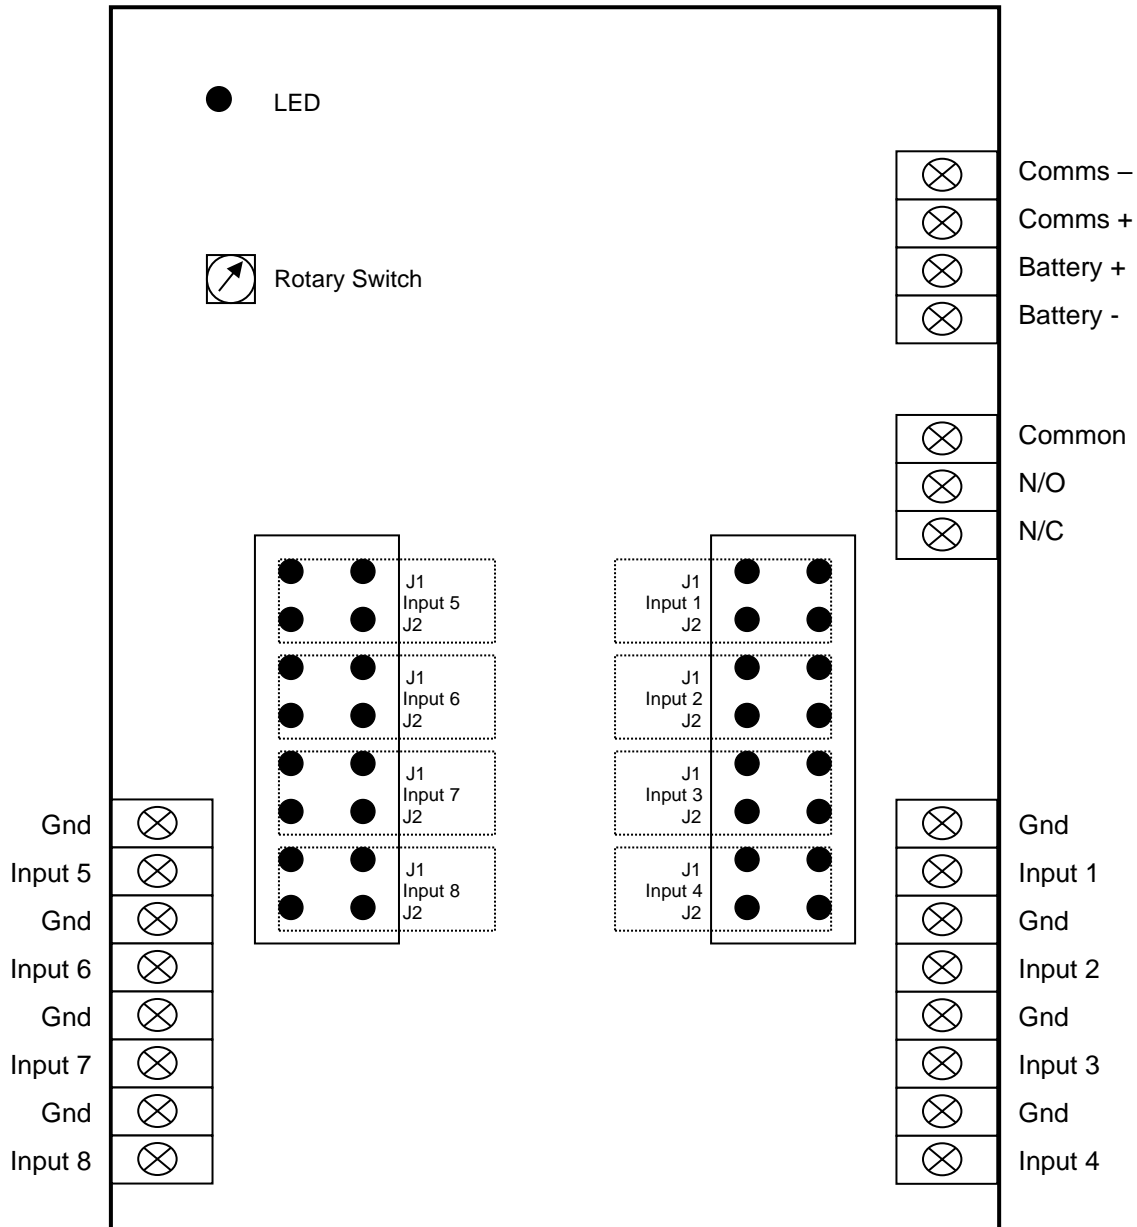 LED
Comms –
Comms +
Rotary Switch
Battery +
Battery -
Common
N/O
N/C
J1
Input 5
J2
J1
Input 6
J2
J1
Input 7
J2
J1
Input 8
J2
J1
Input 1
J2
J1
Input 2
J2
J1
Input 3
J2
J1
Input 4
J2
Gnd
Input 5
Gnd
Input 6
Gnd
Input 7
Gnd
Input 8
Gnd
Input 1
Gnd
Input 2
Gnd
Input 3
Gnd
Input 4